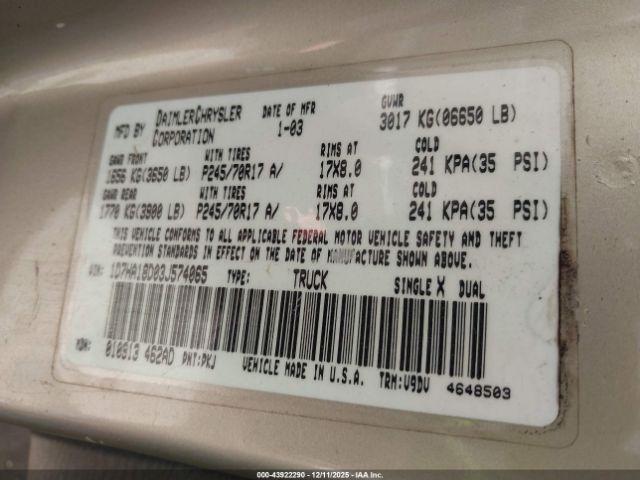 MFD BY DAIMLERCHRYSLER CORPORATION DATE OF MFR 1-03 GVWR 3017 KG(06650 LB)
GAWR FRONT WITH TIRES RIMS AT COLD
1656 KG(3650 LB) P245/70R17 A/ 17X8.0 241 KPA(35 PSI)
GAWR REAR WITH TIRES RIMS AT COLD
1770 KG(3900 LB) P245/70R17 A/ 17X8.0 241 KPA(35 PSI)
THIS VEHICLE CONFORMS TO ALL APPLICABLE FEDERAL MOTOR VEHICLE SAFETY AND THEFT
PREVENTION STANDARDS IN EFFECT ON THE DATE OF MANUFACTURE SHOWN ABOVE.
VIN: 1D7HA18D03J574065 TYPE: TRUCK SINGLE X DUAL
MDH: 010913 462AD PNT:PKJ VEHICLE MADE IN U.S.A. TRM:V9DV 4648503
000-43922290 - 12/11/2025 - IAA Inc.